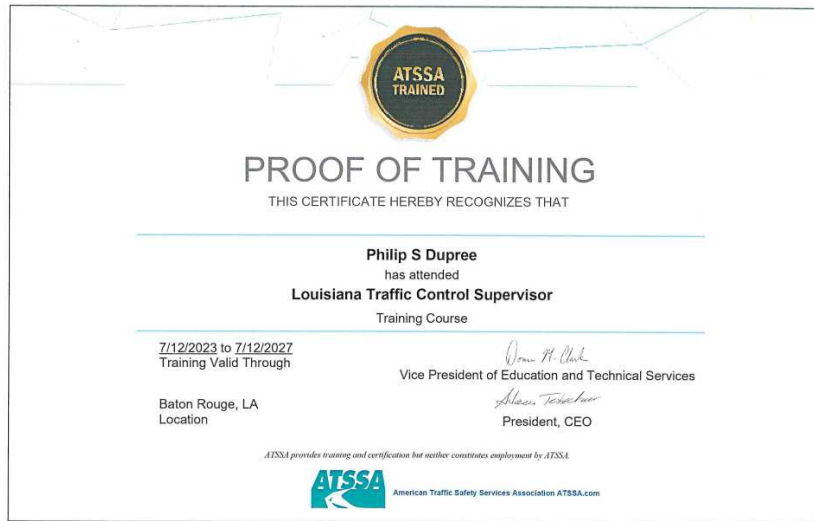 ATSSA
TRAINED
PROOF OF TRAINING
THIS CERTIFICATE HEREBY RECOGNIZES THAT
Philip S Dupree
has attended
Louisiana Traffic Control Supervisor
Training Course
7/12/2023 to 7/12/2027
Training Valid Through
Donna M. Clark
Vice President of Education and Technical Services
Baton Rouge, LA
Location
President, CEO
ATSSA provides training and certification but neither constitutes employment by ATSSA.
ATSSA
American Traffic Safety Services Association ATSSA.com